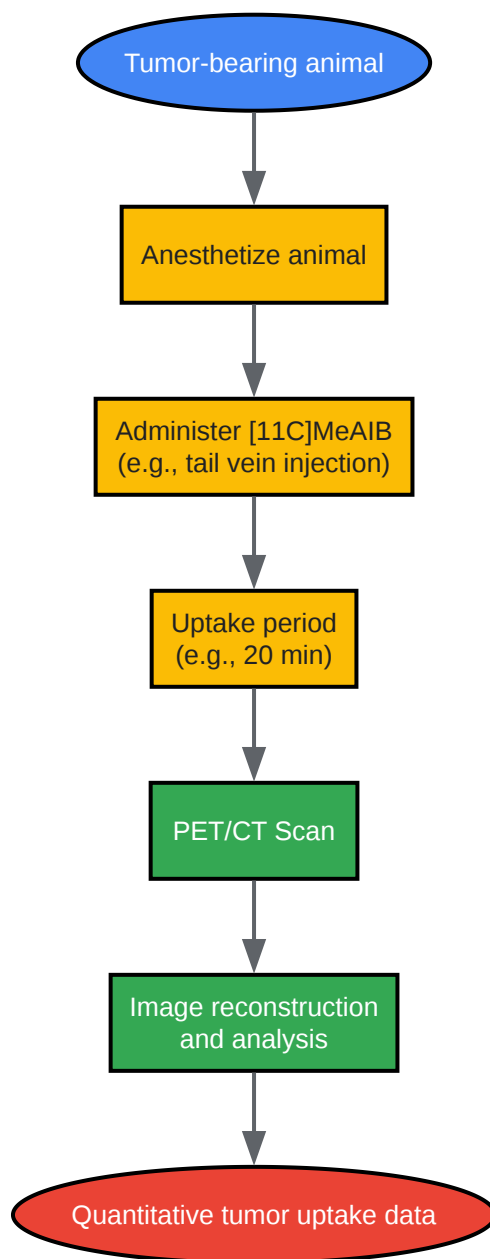 Tumor-bearing animal
Anesthetize animal
Administer [11C]MeAIB
(e.g., tail vein injection)
Uptake period
(e.g., 20 min)
PET/CT Scan
Image reconstruction
and analysis
Quantitative tumor uptake data